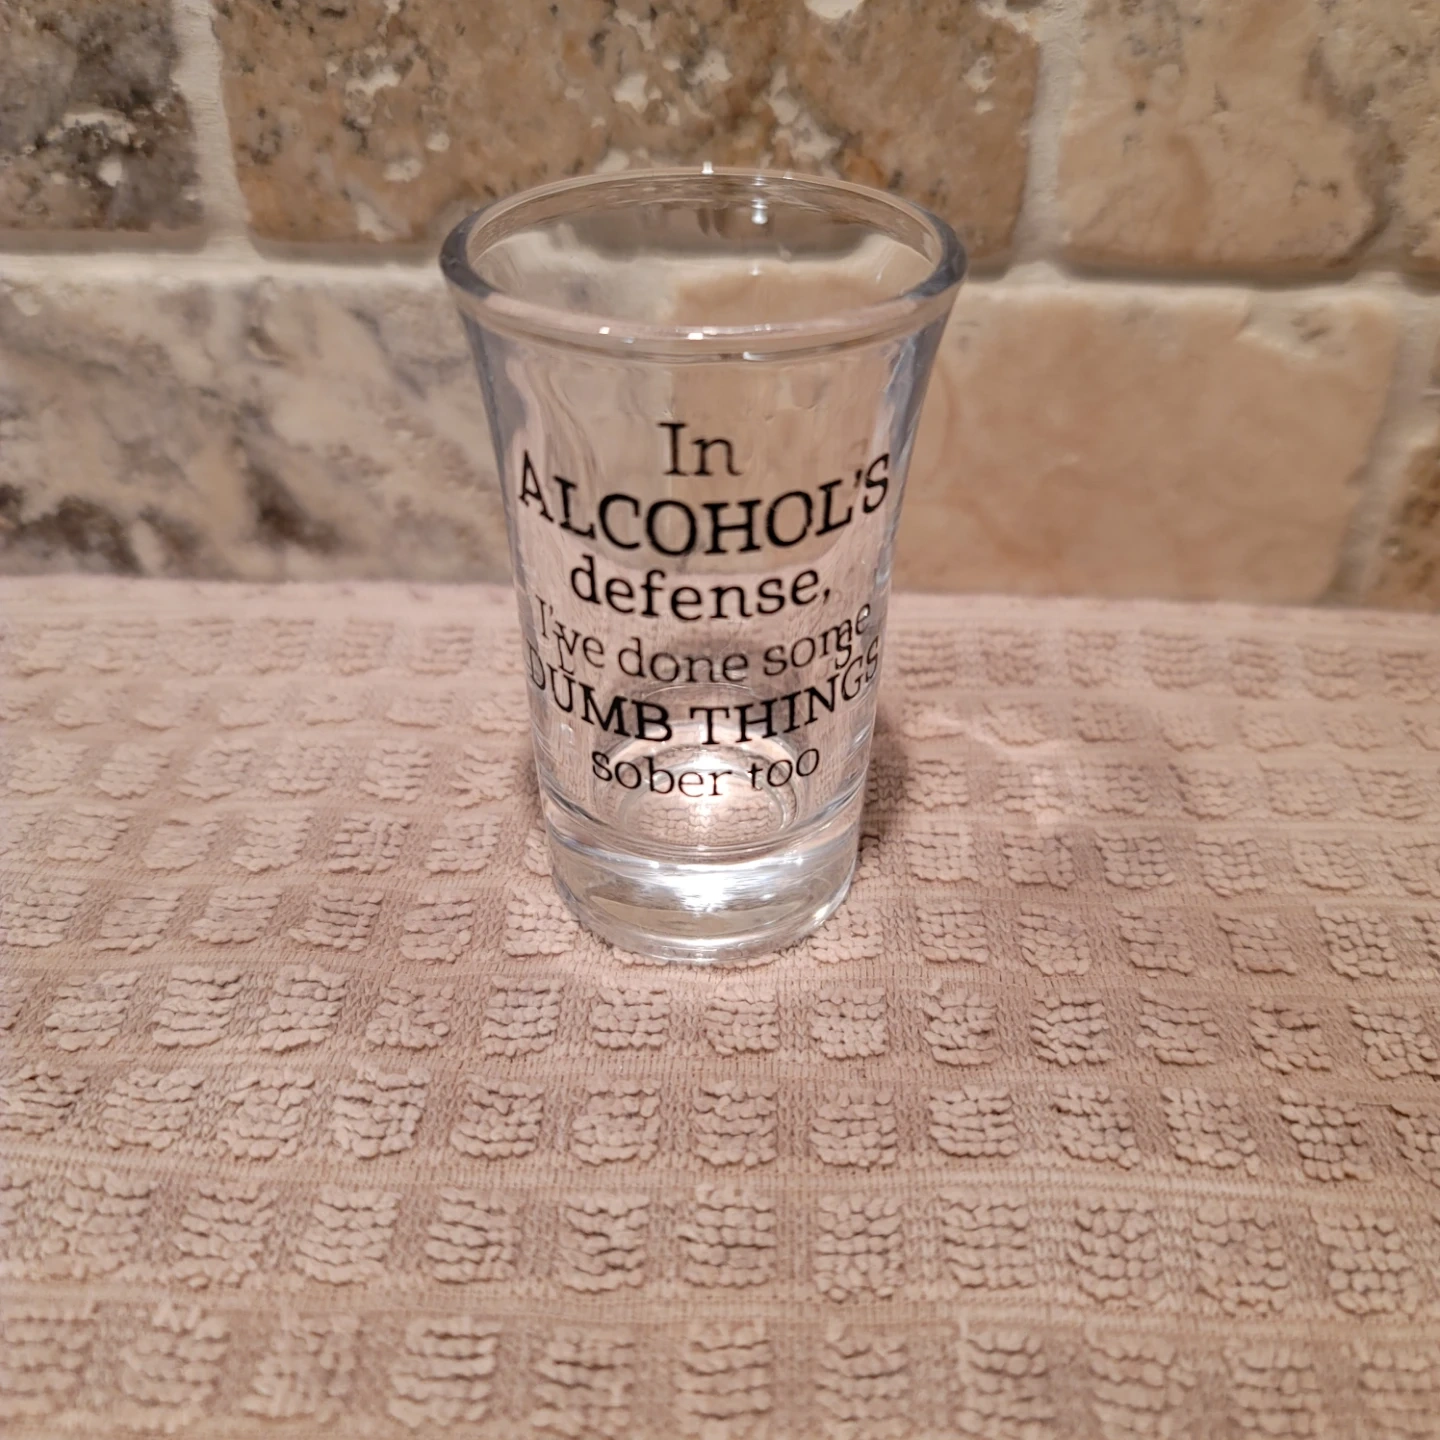 In
ALCOHOL'S
defense,
I've done some
DUMB THINGS
sober too